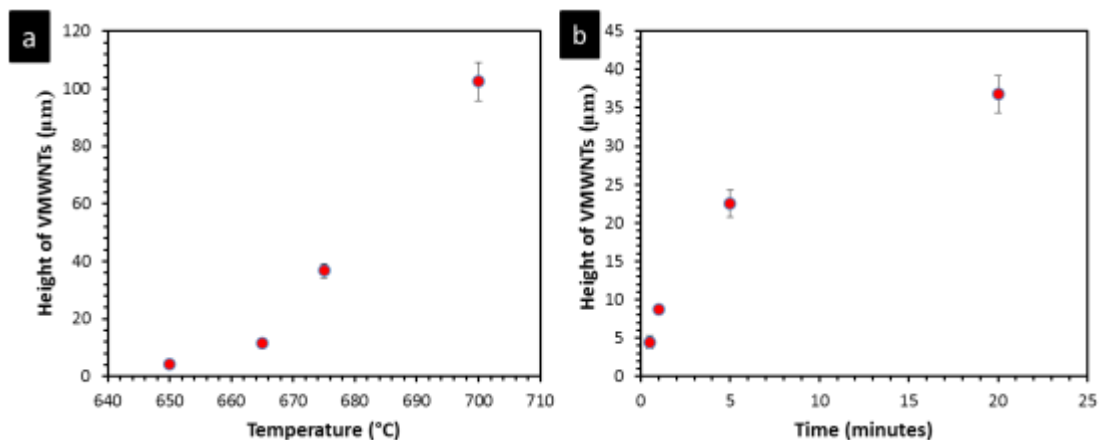 a
Height of VMWNTs (μm)
120
100
80
60
40
20
0
640 650 660 670 680 690 700 710
Temperature (°C)
b
Height of VMWNTs (μm)
45
40
35
30
25
20
15
10
5
0
0 5 10 15 20 25
Time (minutes)